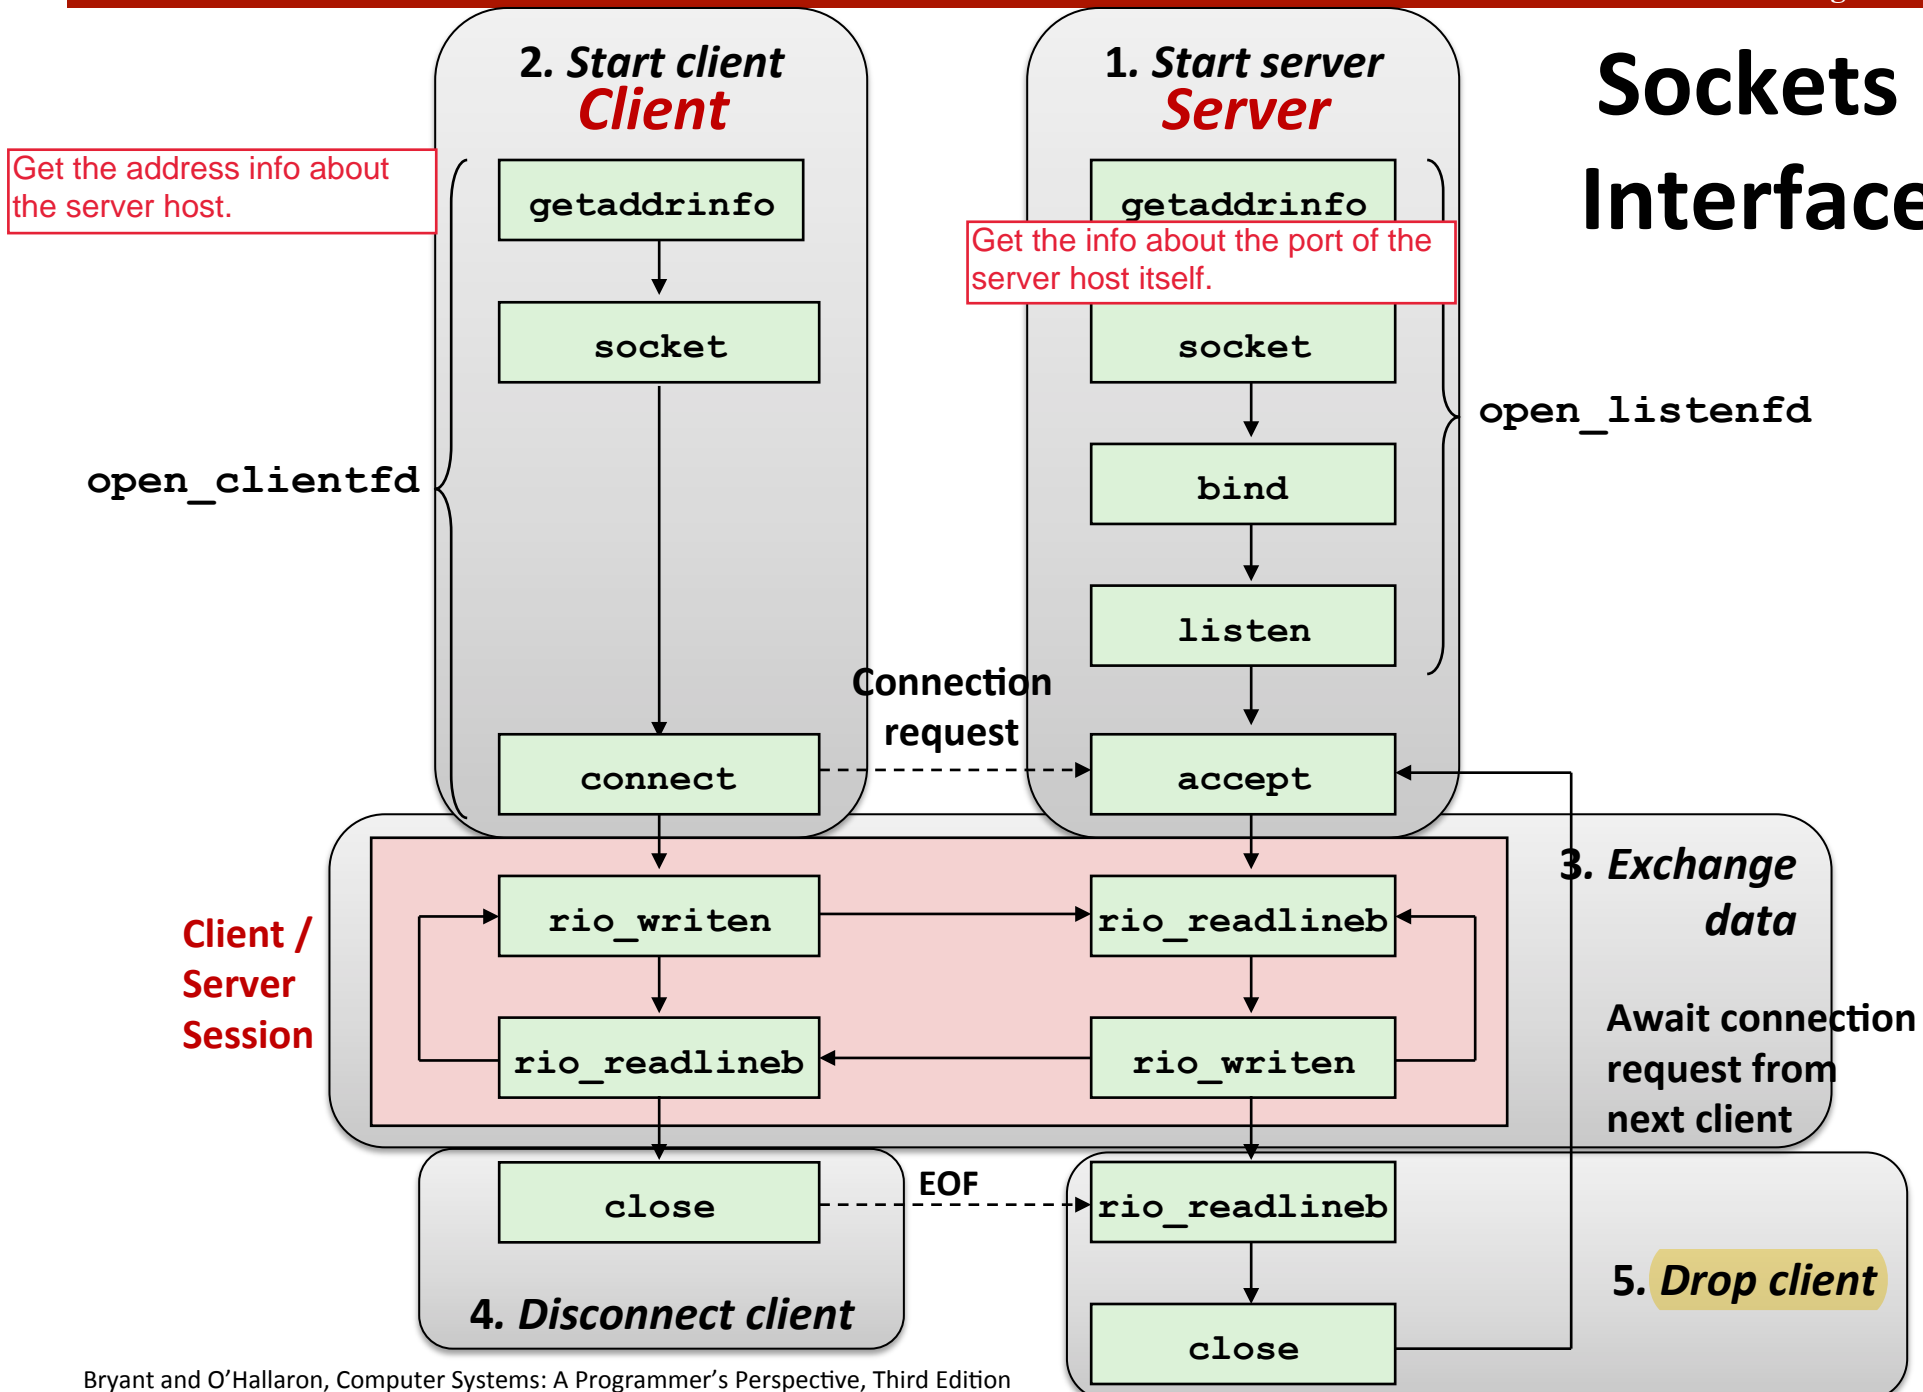 Sockets
Interface
2. Start client
Client
1. Start server
Server
Get the address info about
the server host.
getaddrinfo
getaddrinfo
Get the info about the port of the
server host itself.
socket
socket
open_listenfd
open_clientfd
bind
listen
Connection
request
connect
accept
3. Exchange
data
Client /
Server
Session
rio_writen
rio_readlineb
rio_readlineb
rio_writen
Await connection
request from
next client
close
EOF
rio_readlineb
4. Disconnect client
5. Drop client
close
Bryant and O’Hallaron, Computer Systems: A Programmer’s Perspective, Third Edition